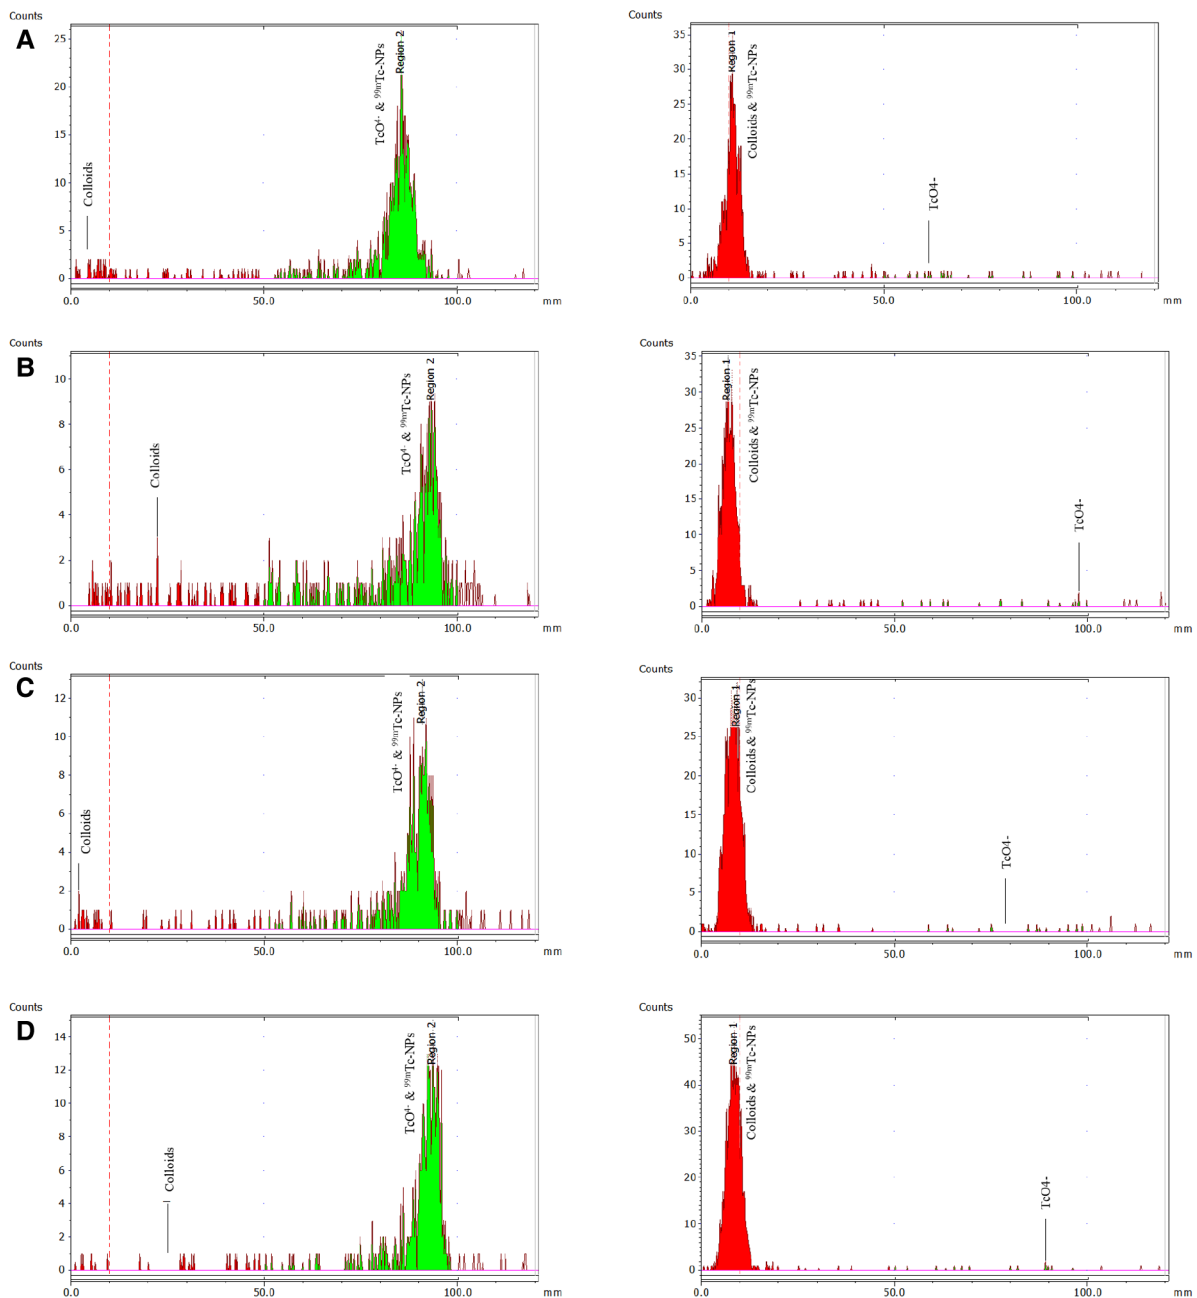 Counts
A
25
20
15
10
5
0
0.0 50.0 100.0 mm
Colloids
TcO⁴⁻ & ⁹⁹ᵐTc-NPs
Region 2
Counts
35
30
25
20
15
10
5
0
0.0 50.0 100.0 mm
Region 1
Colloids & ⁹⁹ᵐTc-NPs
TcO4-
Counts
B
10
8
6
4
2
0
0.0 50.0 100.0 mm
Colloids
TcO⁴⁻ & ⁹⁹ᵐTc-NPs
Region 2
Counts
35
30
25
20
15
10
5
0
0.0 50.0 100.0 mm
Region 1
Colloids & ⁹⁹ᵐTc-NPs
TcO4-
Counts
C
12
10
8
6
4
2
0
0.0 50.0 100.0 mm
Colloids
TcO⁴⁻ & ⁹⁹ᵐTc-NPs
Region 2
Counts
30
25
20
15
10
5
0
0.0 50.0 100.0 mm
Region 1
Colloids & ⁹⁹ᵐTc-NPs
TcO4-
Counts
D
14
12
10
8
6
4
2
0
0.0 50.0 100.0 mm
Colloids
TcO⁴⁻ & ⁹⁹ᵐTc-NPs
Region 2
Counts
50
40
30
20
10
0
0.0 50.0 100.0 mm
Region 1
Colloids & ⁹⁹ᵐTc-NPs
TcO4-